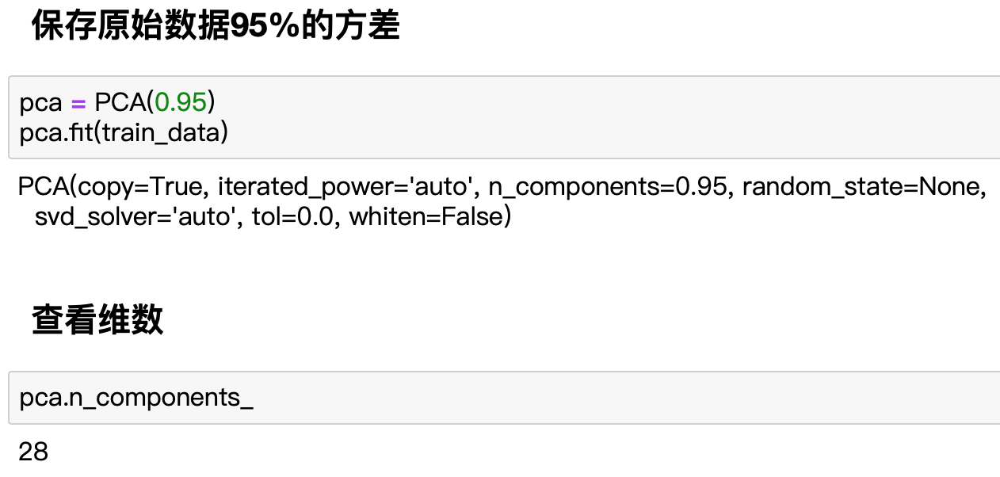 保存原始数据95%的方差
pca = PCA(0.95)
pca.fit(train_data)
PCA(copy=True, iterated_power='auto', n_components=0.95, random_state=None,
svd_solver='auto', tol=0.0, whiten=False)
查看维数
pca.n_components_
28